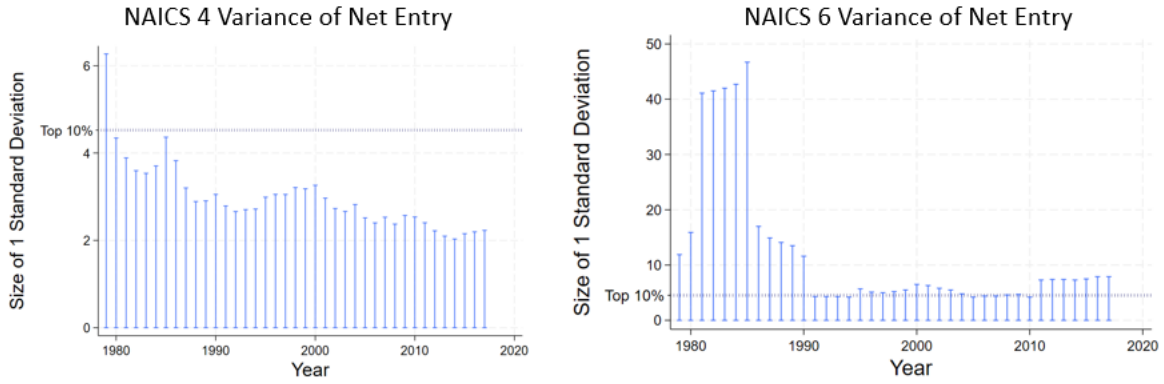 NAICS 4 Variance of Net Entry
Size of 1 Standard Deviation
6
Top 10%
4
2
0
1980 1990 2000 2010 2020
Year
NAICS 6 Variance of Net Entry
Size of 1 Standard Deviation
50
40
30
20
10
Top 10%
0
1980 1990 2000 2010 2020
Year